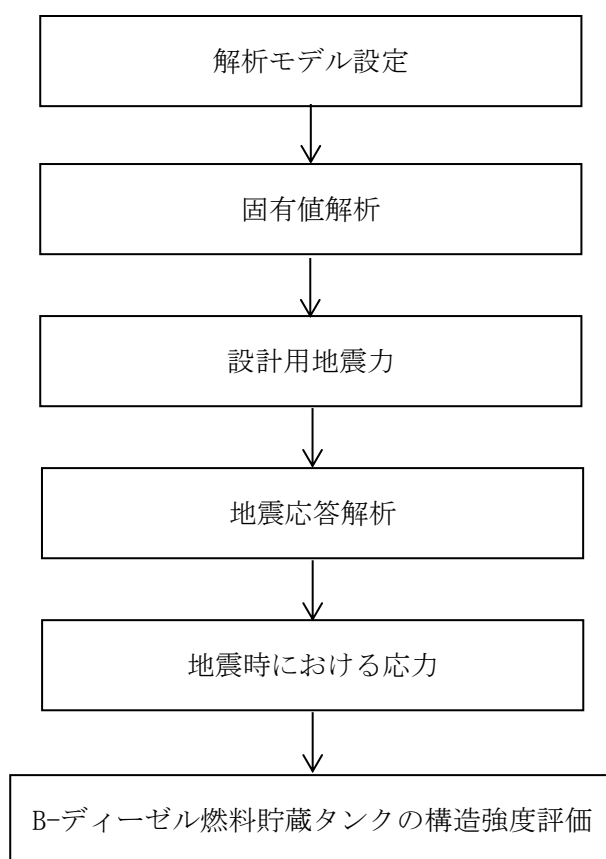 解析モデル設定
固有値解析
設計用地震力
地震応答解析
地震時における応力
B-ディーゼル燃料貯蔵タンクの構造強度評価